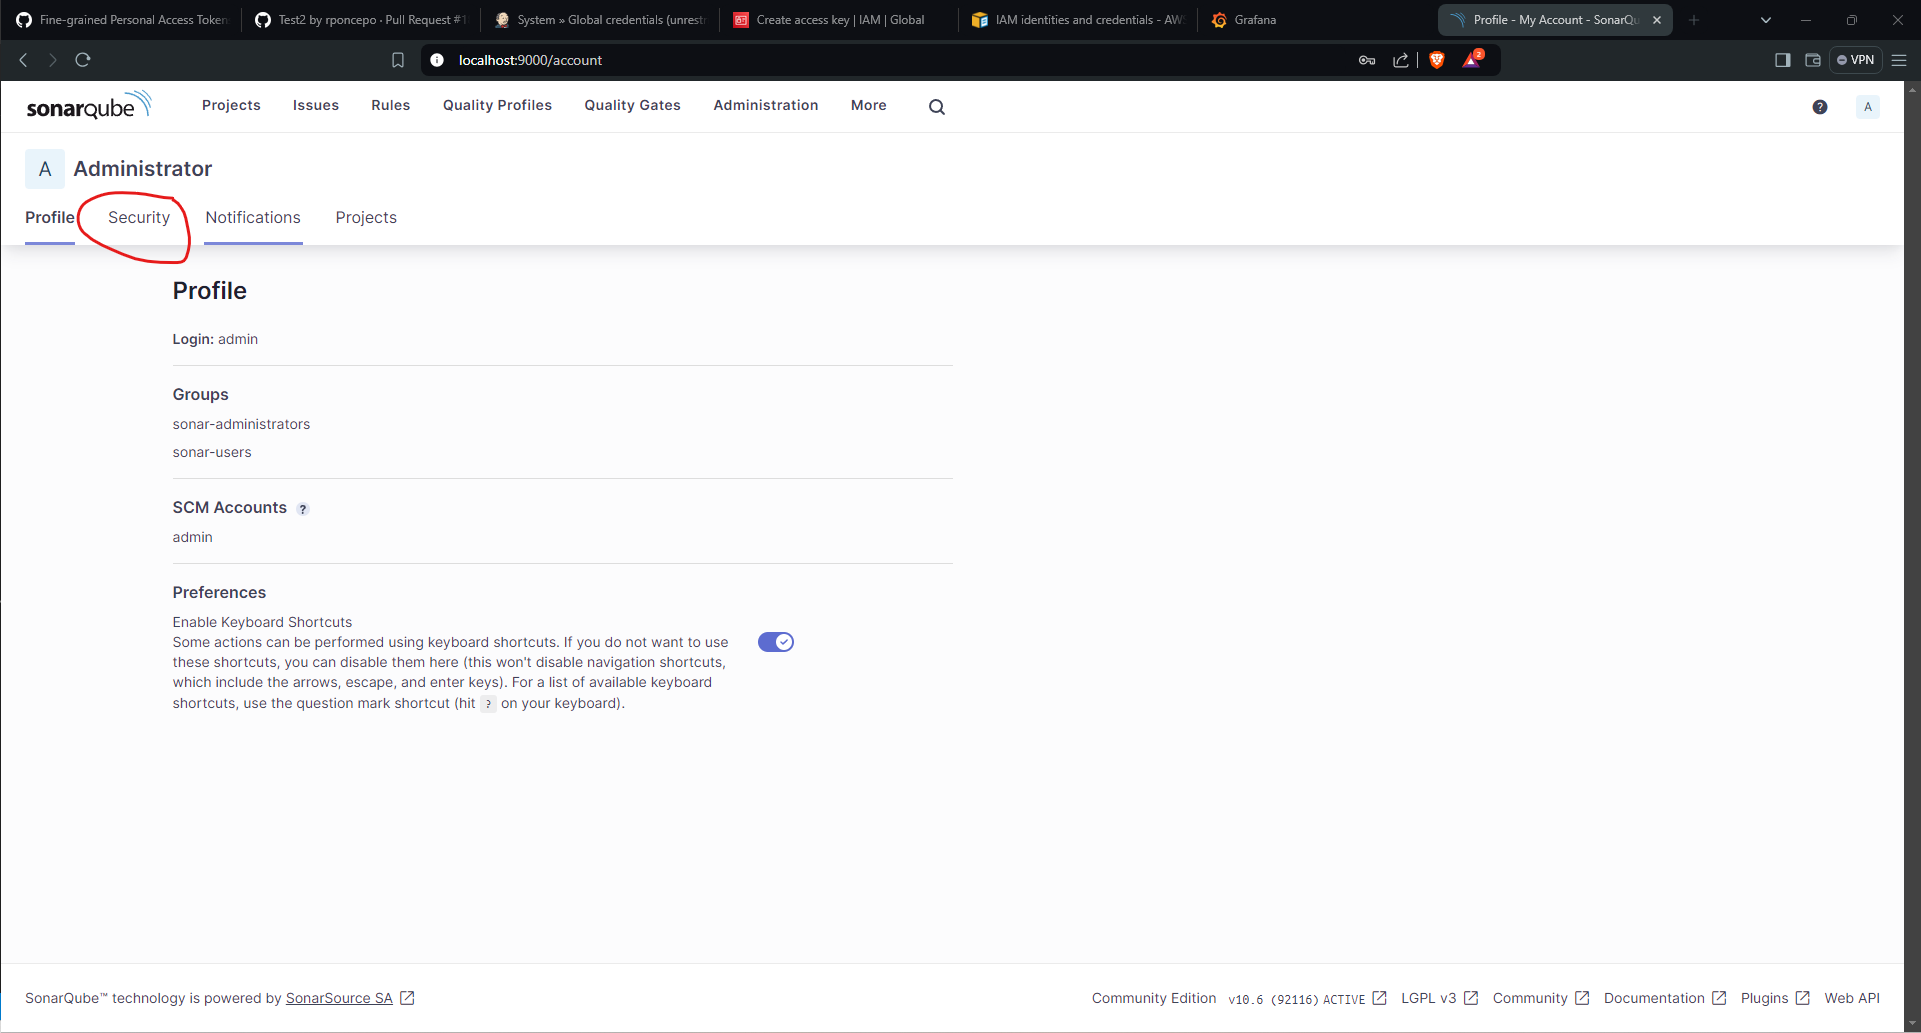 Fine-grained Personal Access Token
Test2 by rponcepo · Pull Request #1
System » Global credentials (unrestr
Create access key | IAM | Global
IAM identities and credentials - AWS
Grafana
Profile - My Account - SonarQu
localhost:9000/account
2
VPN
sonarqube
Projects
Issues
Rules
Quality Profiles
Quality Gates
Administration
More
?
A
A
Administrator
Profile
Security
Notifications
Projects
Profile
Login: admin
Groups
sonar-administrators
sonar-users
SCM Accounts ?
admin
Preferences
Enable Keyboard Shortcuts
Some actions can be performed using keyboard shortcuts. If you do not want to use
these shortcuts, you can disable them here (this won't disable navigation shortcuts,
which include the arrows, escape, and enter keys). For a list of available keyboard
shortcuts, use the question mark shortcut (hit ? on your keyboard).
SonarQube™ technology is powered by SonarSource SA
Community Edition v10.6 (92116) ACTIVE LGPL v3 Community Documentation Plugins Web API